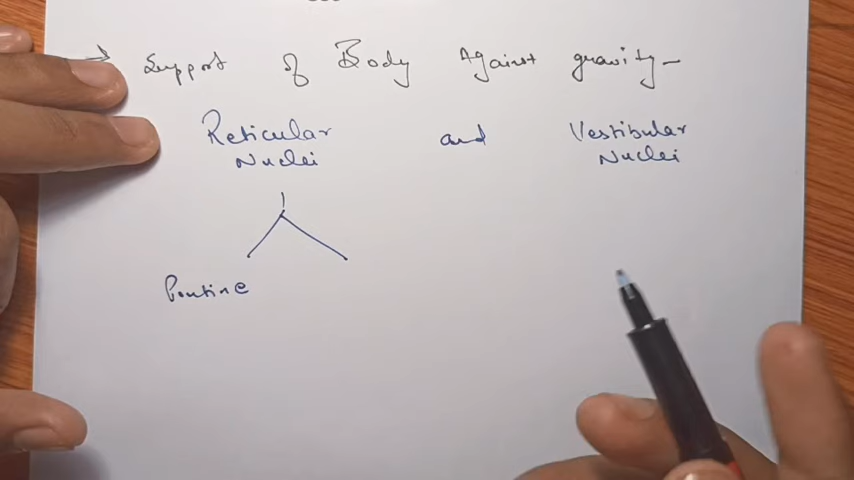 → Support of Body Against gravity-
Reticular Nuclei and Vestibular Nuclei
Pontine